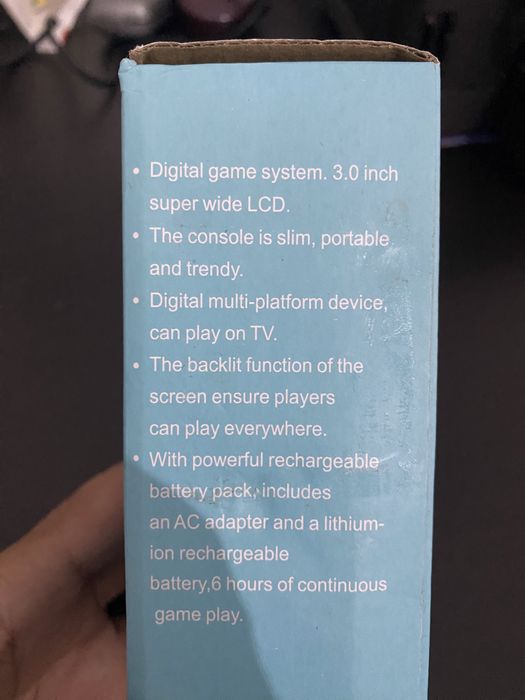 • Digital game system. 3.0 inch
super wide LCD.
• The console is slim, portable
and trendy.
• Digital multi-platform device,
can play on TV.
• The backlit function of the
screen ensure players
can play everywhere.
• With powerful rechargeable
battery pack, includes
an AC adapter and a lithium-
ion rechargeable
battery,6 hours of continuous
game play.